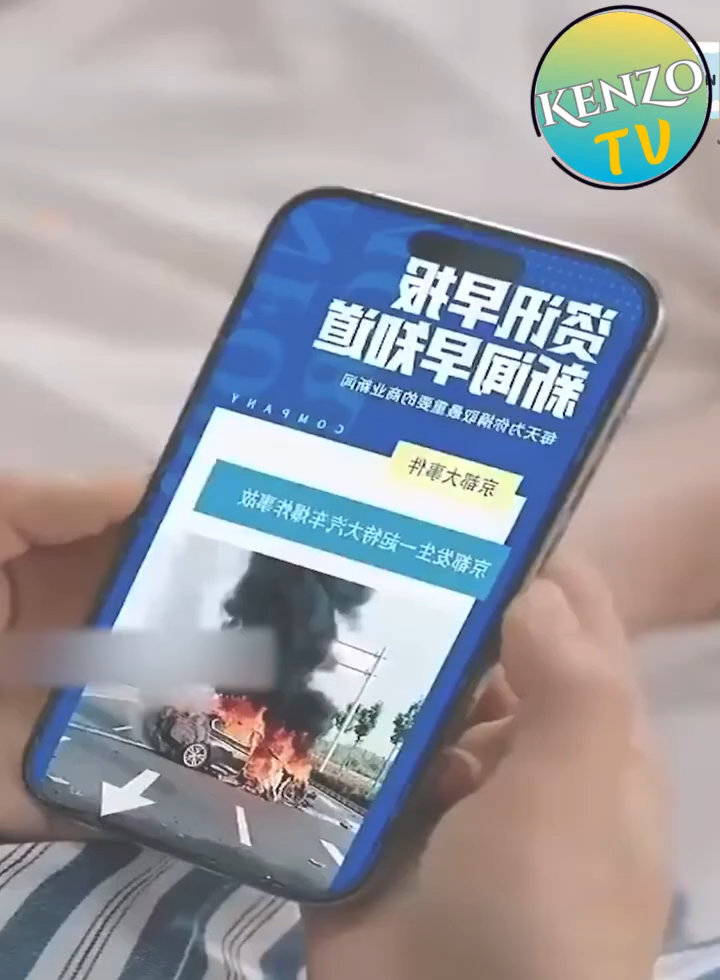 KENZO
TV
资讯早报
新闻早知道
每天为你摘取最重要的商业新闻
COMPANY
京都大事件
京都发生一起特大汽车爆炸事故